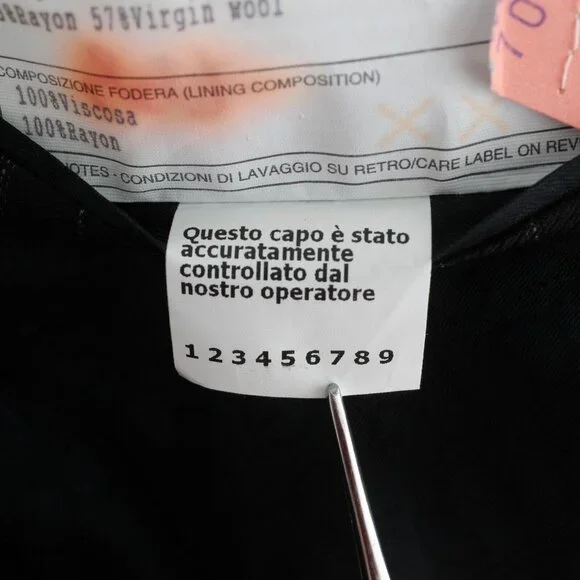 %Rayon 57%Virgin wool
COMPOSIZIONE FODERA (LINING COMPOSITION)
100%Viscosa
100%Rayon
NOTES - CONDIZIONI DI LAVAGGIO SU RETRO/CARE LABEL ON REV
70
Questo capo è stato
accuratamente
controllato dal
nostro operatore
1 2 3 4 5 6 7 8 9